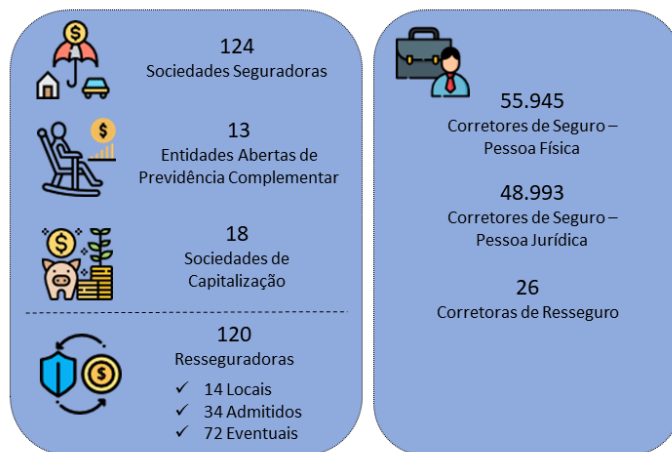 124
Sociedades Seguradoras
13
Entidades Abertas de
Previdência Complementar
18
Sociedades de
Capitalização
120
Resseguradoras
✓ 14 Locais
✓ 34 Admitidos
✓ 72 Eventuais
55.945
Corretores de Seguro –
Pessoa Física
48.993
Corretores de Seguro –
Pessoa Jurídica
26
Corretoras de Resseguro